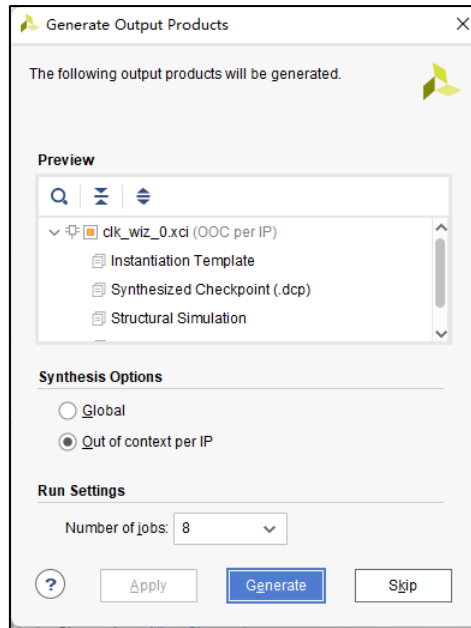 Generate Output Products
The following output products will be generated.
Preview
clk_wiz_0.xci (OOC per IP)
Instantiation Template
Synthesized Checkpoint (.dcp)
Structural Simulation
Synthesis Options
Global
Out of context per IP
Run Settings
Number of jobs: 8
? Apply Generate Skip